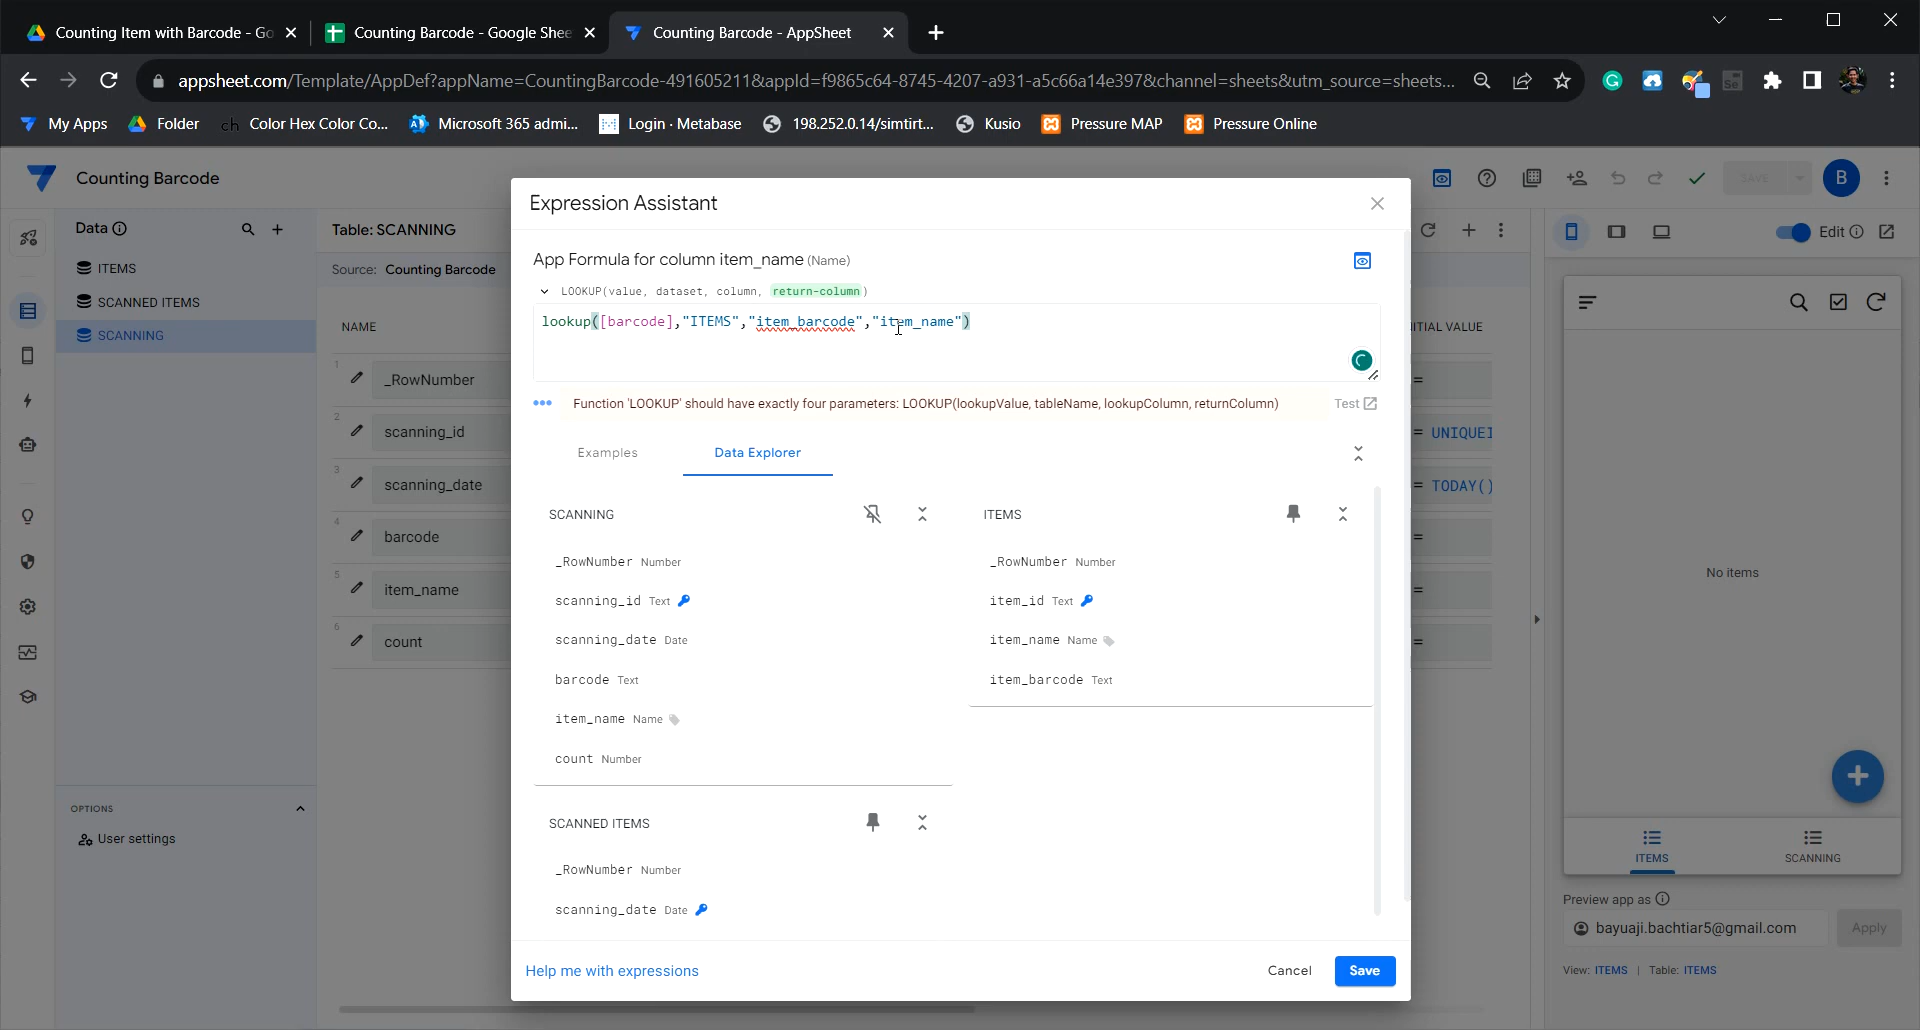 Counting Item with Barcode - Go
Counting Barcode - Google Shee
Counting Barcode - AppSheet
appsheet.com/Template/AppDef?appName=CountingBarcode-491605211&appId=f9865c64-8745-4207-a931-a5c66a14e397&channel=sheets&utm_source=sheets...
My Apps
Folder
ch Color Hex Color Co...
Microsoft 365 admi...
Login · Metabase
198.252.0.14/simtirt...
Kusio
Pressure MAP
Pressure Online
Counting Barcode
SAVE
B
Data
ITEMS
SCANNED ITEMS
SCANNING
OPTIONS
User settings
Table: SCANNING
Source: Counting Barcode
NAME
1 _RowNumber
2 scanning_id
3 scanning_date
4 barcode
5 item_name
6 count
Expression Assistant
App Formula for column item_name (Name)
LOOKUP(value, dataset, column, return-column)
lookup([barcode],"ITEMS","item_barcode","item_name")
Function 'LOOKUP' should have exactly four parameters: LOOKUP(lookupValue, tableName, lookupColumn, returnColumn)
Test
Examples
Data Explorer
SCANNING
_RowNumber Number
scanning_id Text
scanning_date Date
barcode Text
item_name Name
count Number
SCANNED ITEMS
_RowNumber Number
scanning_date Date
ITEMS
_RowNumber Number
item_id Text
item_name Name
item_barcode Text
Help me with expressions
Cancel
Save
ITIAL VALUE
=
= UNIQUEI
= TODAY()
=
=
=
Edit
No items
ITEMS
SCANNING
Preview app as
bayuaji.bachtiar5@gmail.com
Apply
View: ITEMS | Table: ITEMS